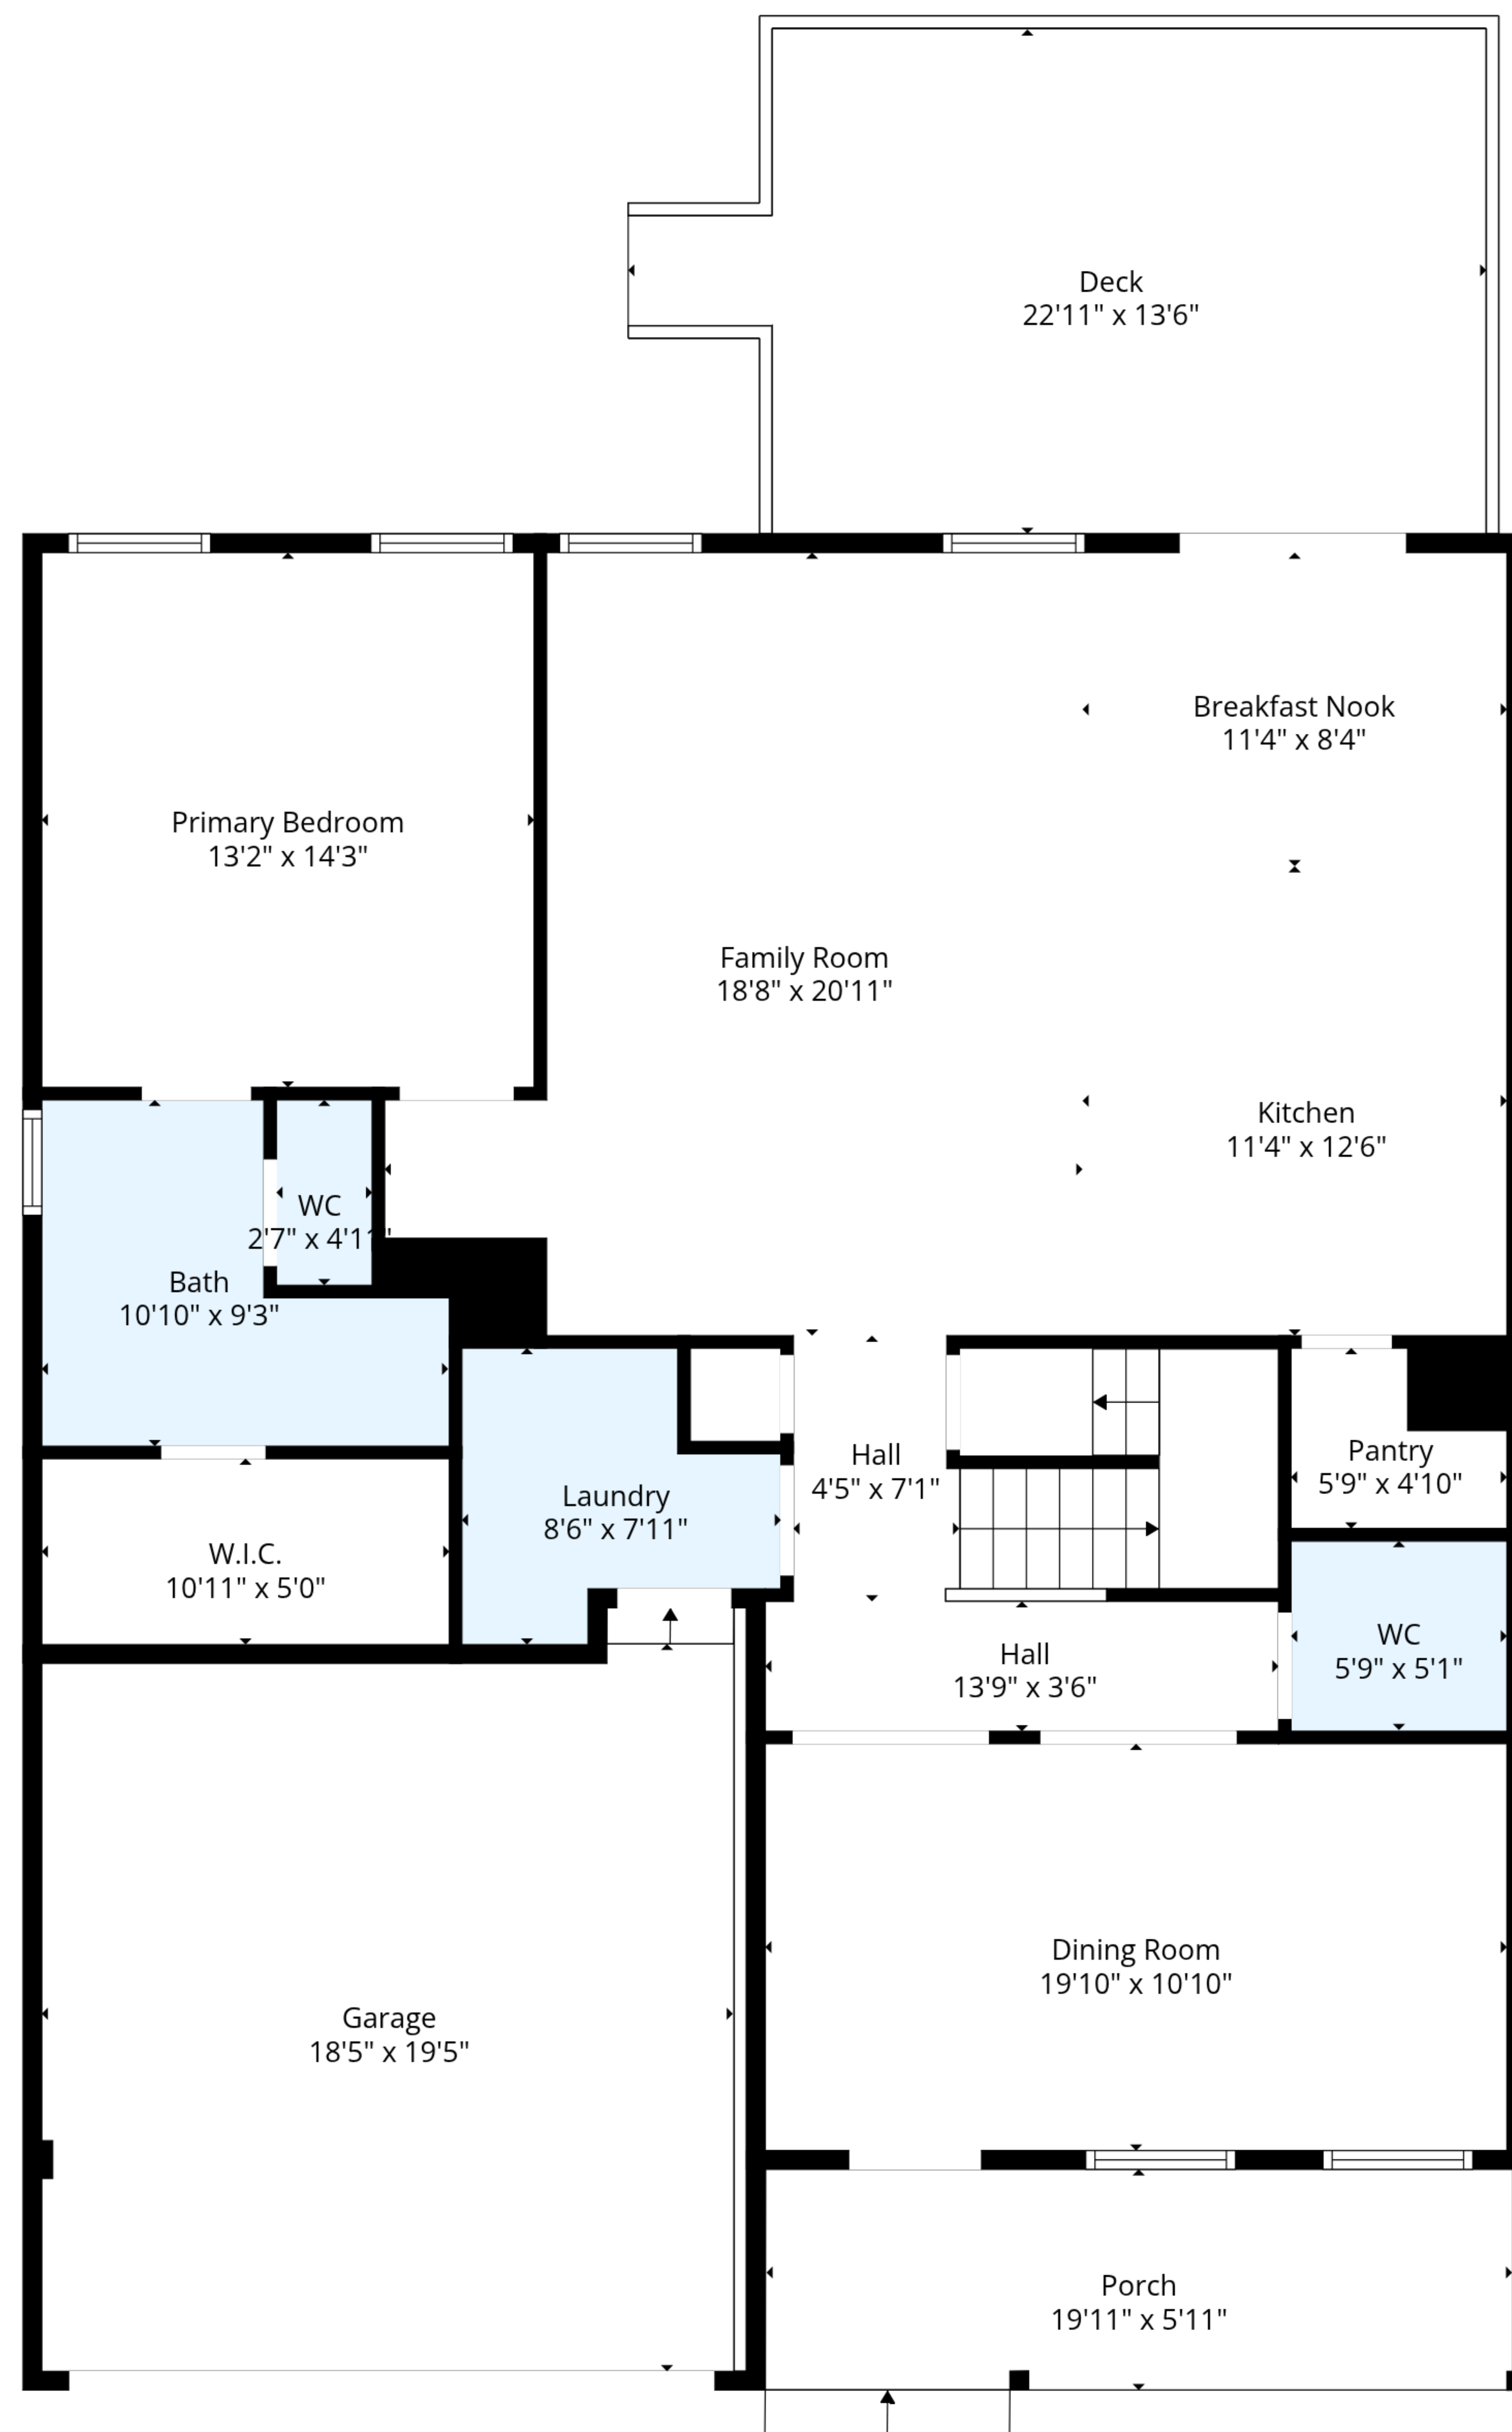 Deck
22'11" x 13'6"
Breakfast Nook
11'4" x 8'4"
Primary Bedroom
13'2" x 14'3"
Family Room
18'8" x 20'11"
Kitchen
11'4" x 12'6"
WC
2'7" x 4'11"
Bath
10'10" x 9'3"
Hall
4'5" x 7'1"
Pantry
5'9" x 4'10"
Laundry
8'6" x 7'11"
W.I.C.
10'11" x 5'0"
WC
5'9" x 5'1"
Hall
13'9" x 3'6"
Dining Room
19'10" x 10'10"
Garage
18'5" x 19'5"
Porch
19'11" x 5'11"